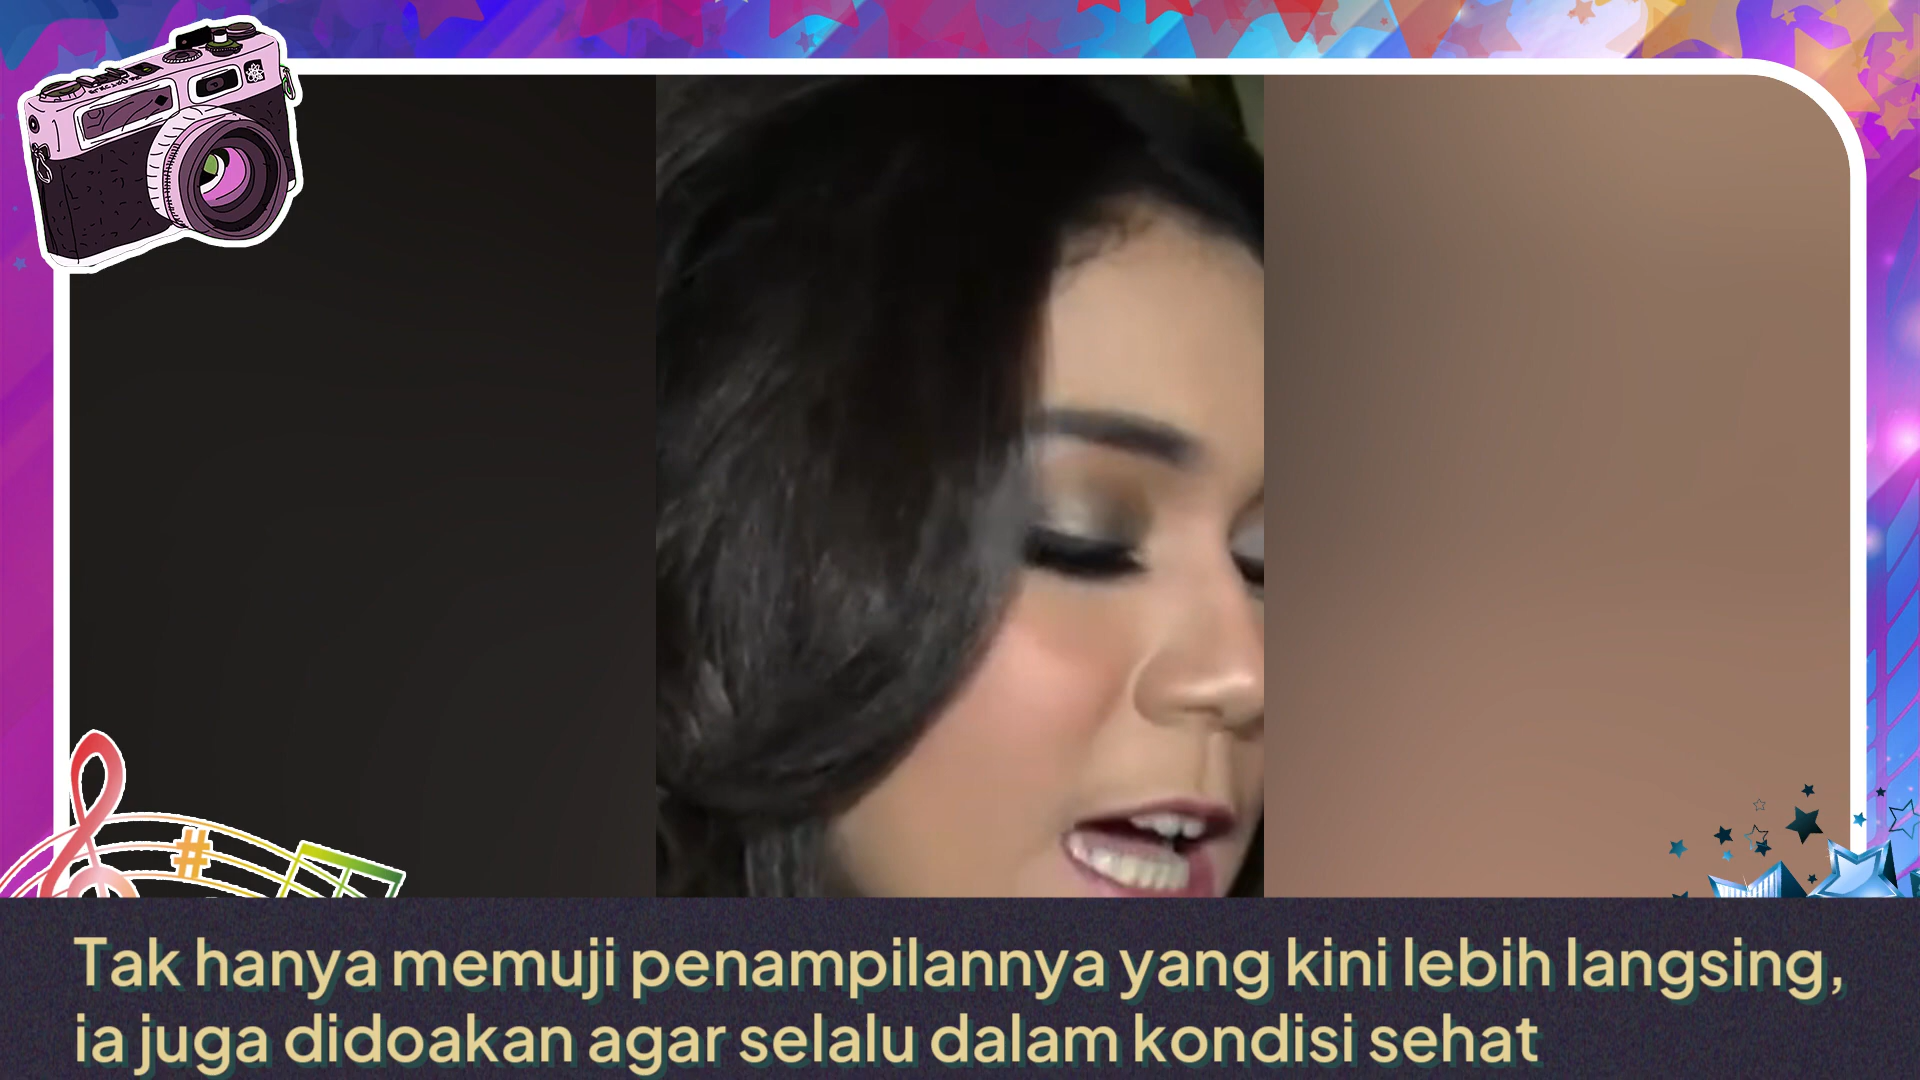 Tak hanya memuji penampilannya yang kini lebih langsing,
ia juga didoakan agar selalu dalam kondisi sehat